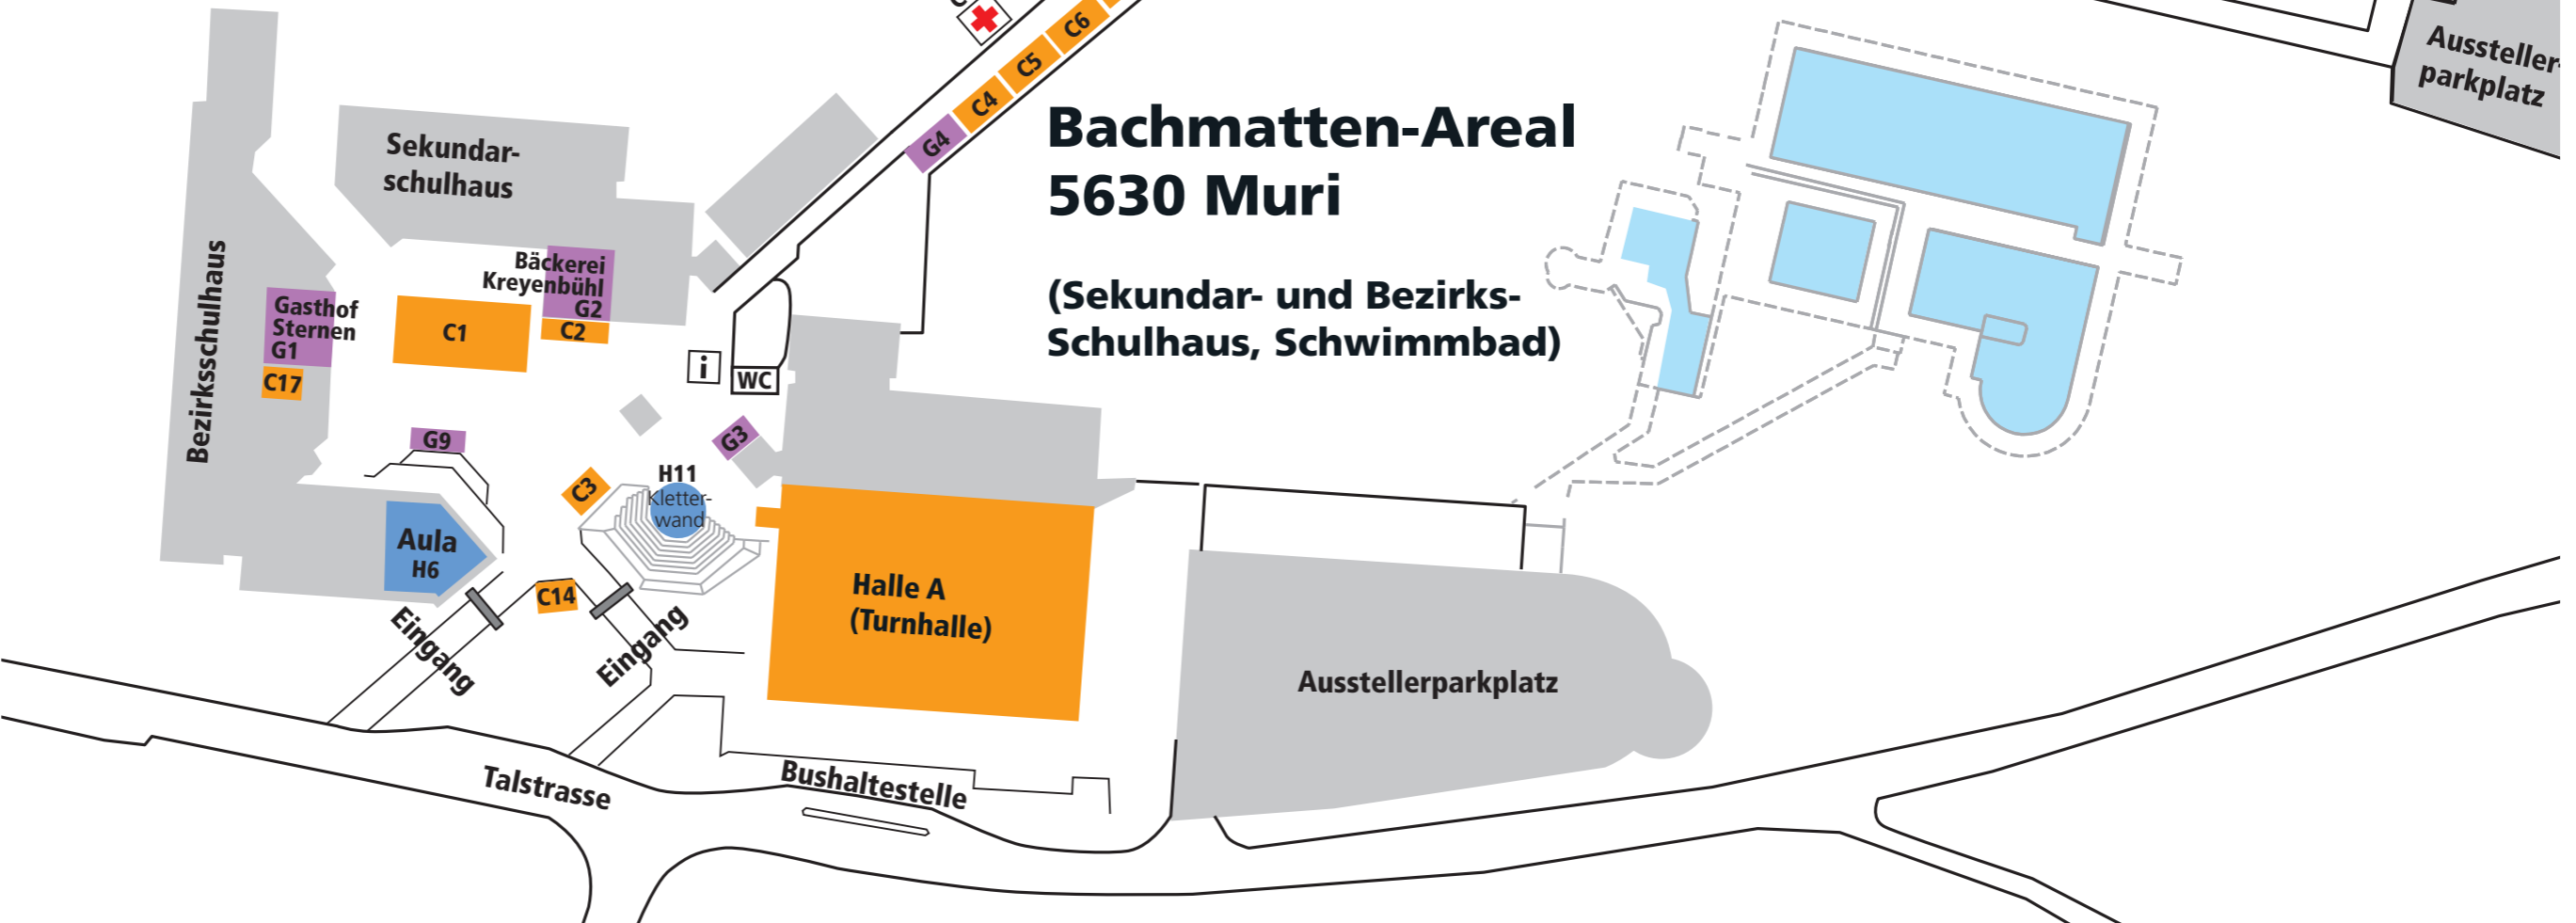 C6
C5
C4
G4
Aussteller-
parkplatz
Bachmatten-Areal
5630 Muri
(Sekundar- und Bezirks-
Schulhaus, Schwimmbad)
Sekundar-
schulhaus
Bezirksschulhaus
Bäckerei
Kreyenbühl
G2
C2
Gasthof
Sternen
G1
C17
C1
i
WC
G9
G3
H11
Kletter-
wand
C3
Aula
H6
C14
Eingang
Eingang
Halle A
(Turnhalle)
Ausstellerparkplatz
Talstrasse
Bushaltestelle